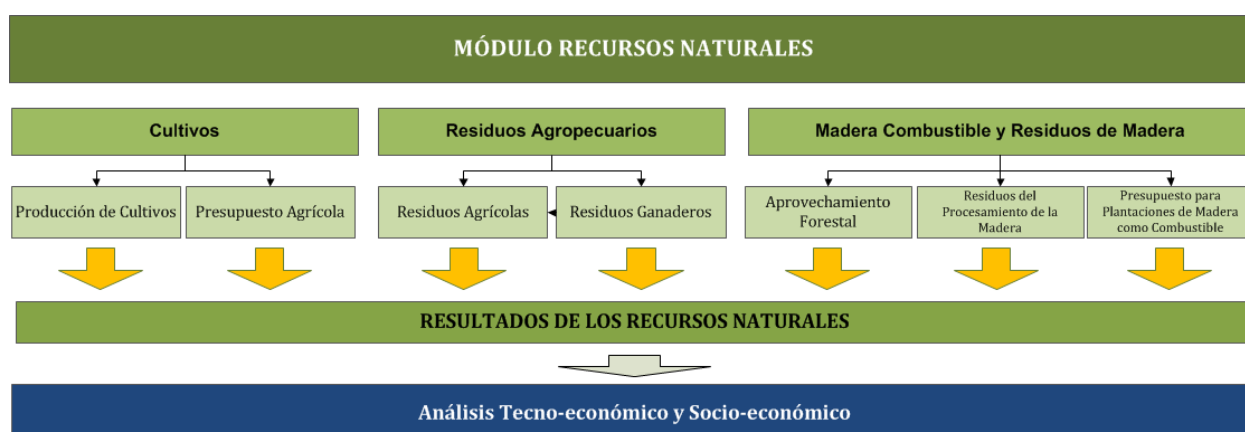 MÓDULO RECURSOS NATURALES
Cultivos
Residuos Agropecuarios
Madera Combustible y Residuos de Madera
Producción de Cultivos
Presupuesto Agrícola
Residuos Agrícolas
Residuos Ganaderos
Aprovechamiento
Forestal
Residuos del
Procesamiento de la
Madera
Presupuesto para
Plantaciones de Madera
como Combustible
RESULTADOS DE LOS RECURSOS NATURALES
Análisis Tecno-económico y Socio-económico